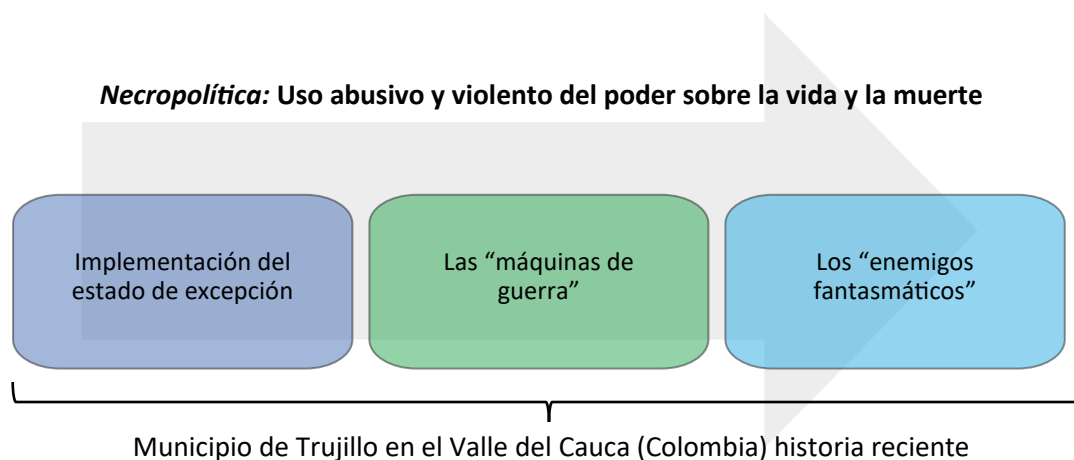 Necropolítica: Uso abusivo y violento del poder sobre la vida y la muerte
Implementación del
estado de excepción
Las “máquinas de
guerra”
Los “enemigos
fantasmáticos”
Municipio de Trujillo en el Valle del Cauca (Colombia) historia reciente